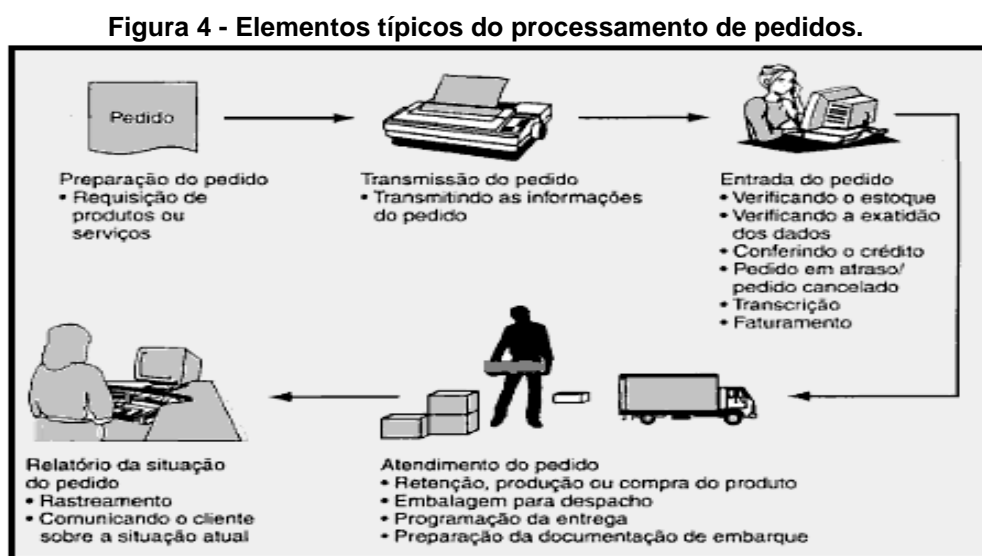 Figura 4 - Elementos típicos do processamento de pedidos.
Pedido
Preparação do pedido
• Requisição de
produtos ou
serviços
Transmissão do pedido
• Transmitindo as informações
do pedido
Entrada do pedido
• Verificando o estoque
• Verificando a exatidão
dos dados
• Conferindo o crédito
• Pedido em atraso/
pedido cancelado
• Transcrição
• Faturamento
Atendimento do pedido
• Retenção, produção ou compra do produto
• Embalagem para despacho
• Programação da entrega
• Preparação da documentação de embarque
Relatório da situação
do pedido
• Rastreamento
• Comunicando o cliente
sobre a situação atual